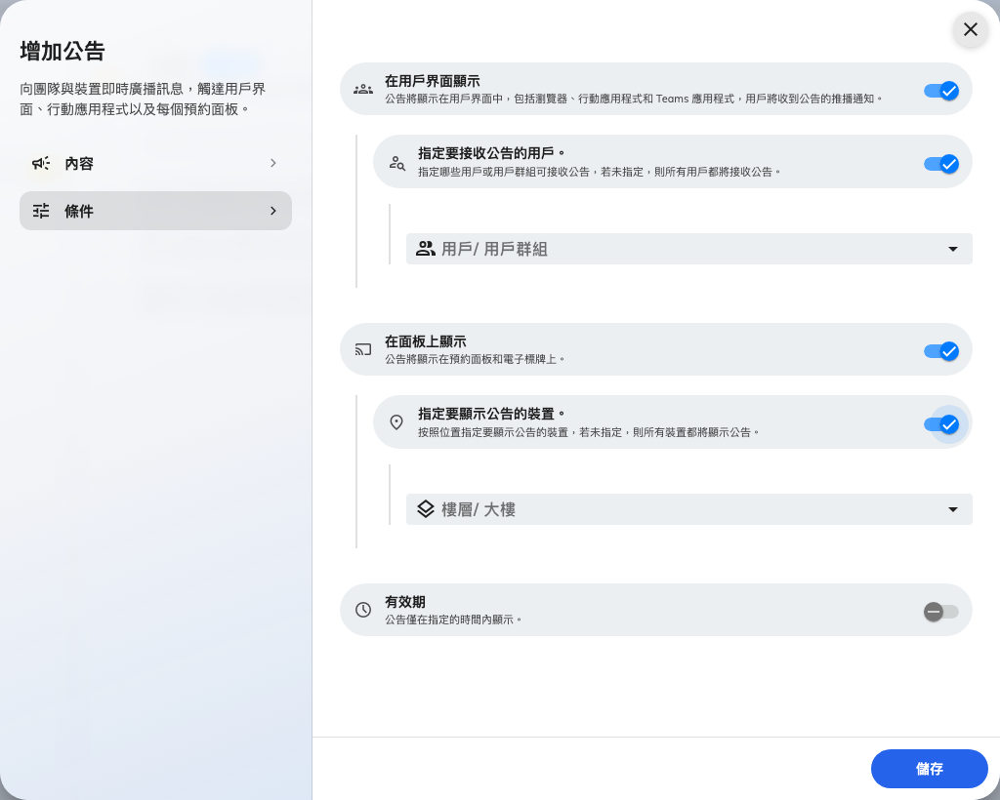 增加公告
向團隊與裝置即時廣播訊息，觸達用戶界
面、行動應用程式以及每個預約面板。
內容
條件
在用戶界面顯示
公告將顯示在用戶界面中，包括瀏覽器、行動應用程式和 Teams 應用程式，用戶將收到公告的推播通知。
指定要接收公告的用戶。
指定哪些用戶或用戶群組可接收公告，若未指定，則所有用戶都將接收公告。
用戶/ 用戶群組
在面板上顯示
公告將顯示在預約面板和電子標牌上。
指定要顯示公告的裝置。
按照位置指定要顯示公告的裝置，若未指定，則所有裝置都將顯示公告。
樓層/ 大樓
有效期
公告僅在指定的時間內顯示。
儲存